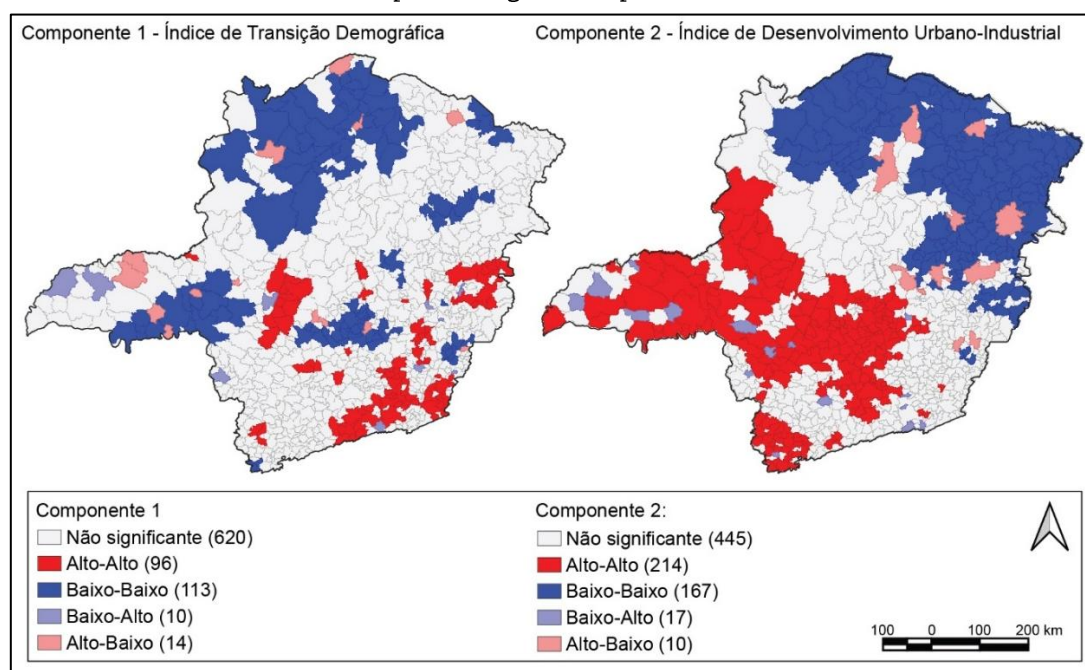 Componente 1 - Índice de Transição Demográfica
Componente 2 - Índice de Desenvolvimento Urbano-Industrial
Componente 1
Não significante (620)
Alto-Alto (96)
Baixo-Baixo (113)
Baixo-Alto (10)
Alto-Baixo (14)
Componente 2:
Não significante (445)
Alto-Alto (214)
Baixo-Baixo (167)
Baixo-Alto (17)
Alto-Baixo (10)
100 0 100 200 km